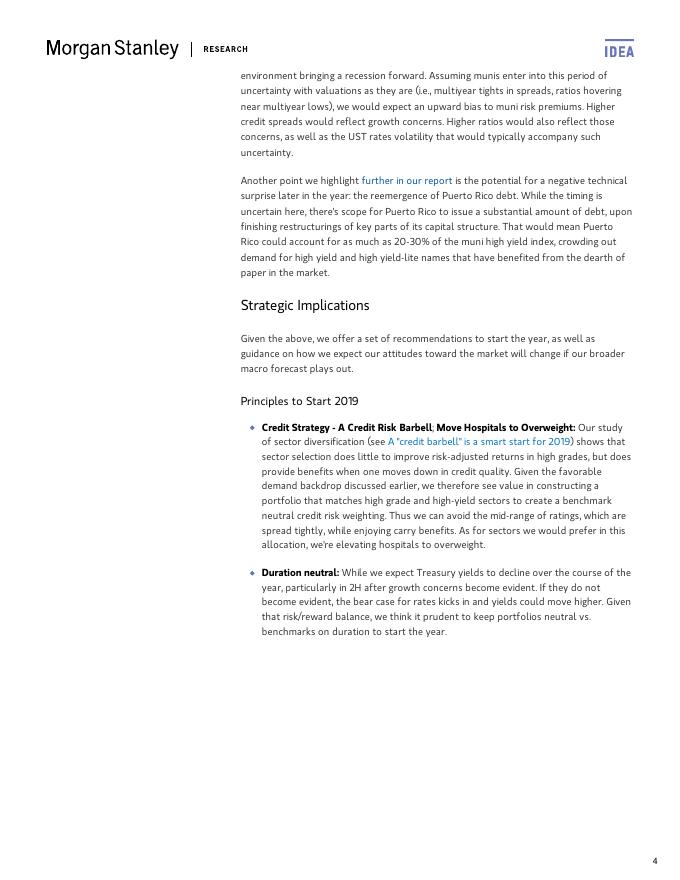 Morgan Stanley | RESEARCH
IDEA
environment bringing a recession forward. Assuming munis enter into this period of
uncertainty with valuations as they are (i.e., multiyear tights in spreads, ratios hovering
near multiyear lows), we would expect an upward bias to muni risk premiums. Higher
credit spreads would reflect growth concerns. Higher ratios would also reflect those
concerns, as well as the UST rates volatility that would typically accompany such
uncertainty.
Another point we highlight further in our report is the potential for a negative technical
surprise later in the year: the reemergence of Puerto Rico debt. While the timing is
uncertain here, there's scope for Puerto Rico to issue a substantial amount of debt, upon
finishing restructurings of key parts of its capital structure. That would mean Puerto
Rico could account for as much as 20-30% of the muni high yield index, crowding out
demand for high yield and high yield-lite names that have benefited from the dearth of
paper in the market.
Strategic Implications
Given the above, we offer a set of recommendations to start the year, as well as
guidance on how we expect our attitudes toward the market will change if our broader
macro forecast plays out.
Principles to Start 2019
Credit Strategy - A Credit Risk Barbell; Move Hospitals to Overweight: Our study
of sector diversification (see A "credit barbell" is a smart start for 2019) shows that
sector selection does little to improve risk-adjusted returns in high grades, but does
provide benefits when one moves down in credit quality. Given the favorable
demand backdrop discussed earlier, we therefore see value in constructing a
portfolio that matches high grade and high-yield sectors to create a benchmark
neutral credit risk weighting. Thus we can avoid the mid-range of ratings, which are
spread tightly, while enjoying carry benefits. As for sectors we would prefer in this
allocation, we're elevating hospitals to overweight.
Duration neutral: While we expect Treasury yields to decline over the course of the
year, particularly in 2H after growth concerns become evident. If they do not
become evident, the bear case for rates kicks in and yields could move higher. Given
that risk/reward balance, we think it prudent to keep portfolios neutral vs.
benchmarks on duration to start the year.
4